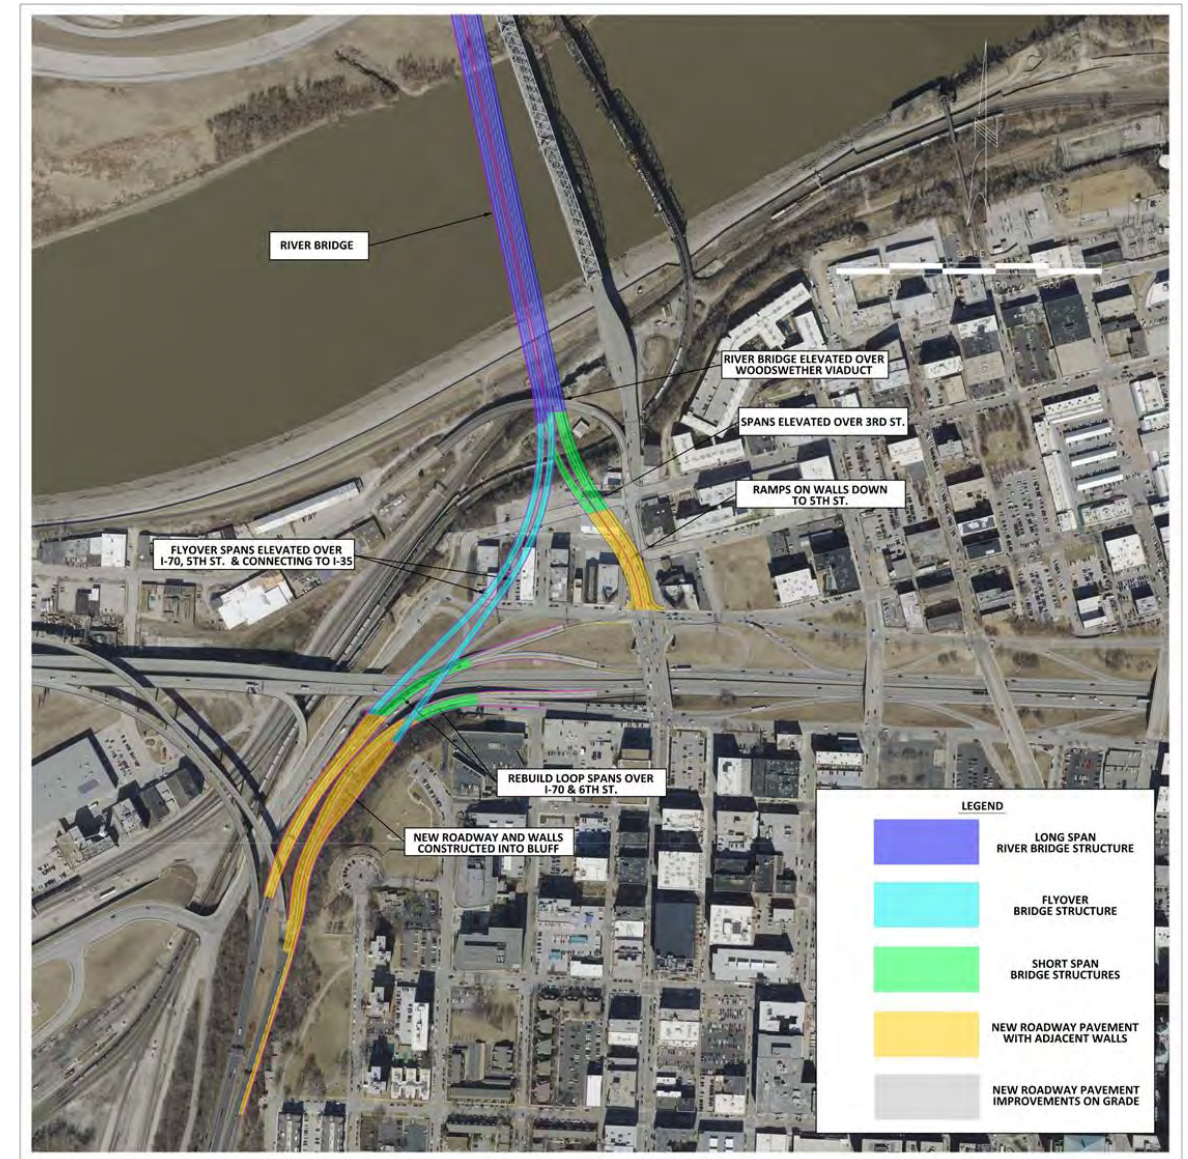 RIVER BRIDGE
RIVER BRIDGE ELEVATED OVER
WOODSWETHER VIADUCT
SPANS ELEVATED OVER 3RD ST.
RAMPS ON WALLS DOWN
TO 5TH ST.
FLYOVER SPANS ELEVATED OVER
I-70, 5TH ST. & CONNECTING TO I-35
REBUILD LOOP SPANS OVER
I-70 & 6TH ST.
NEW ROADWAY AND WALLS
CONSTRUCTED INTO BLUFF
LEGEND
LONG SPAN
RIVER BRIDGE STRUCTURE
FLYOVER
BRIDGE STRUCTURE
SHORT SPAN
BRIDGE STRUCTURES
NEW ROADWAY PAVEMENT
WITH ADJACENT WALLS
NEW ROADWAY PAVEMENT
IMPROVEMENTS ON GRADE